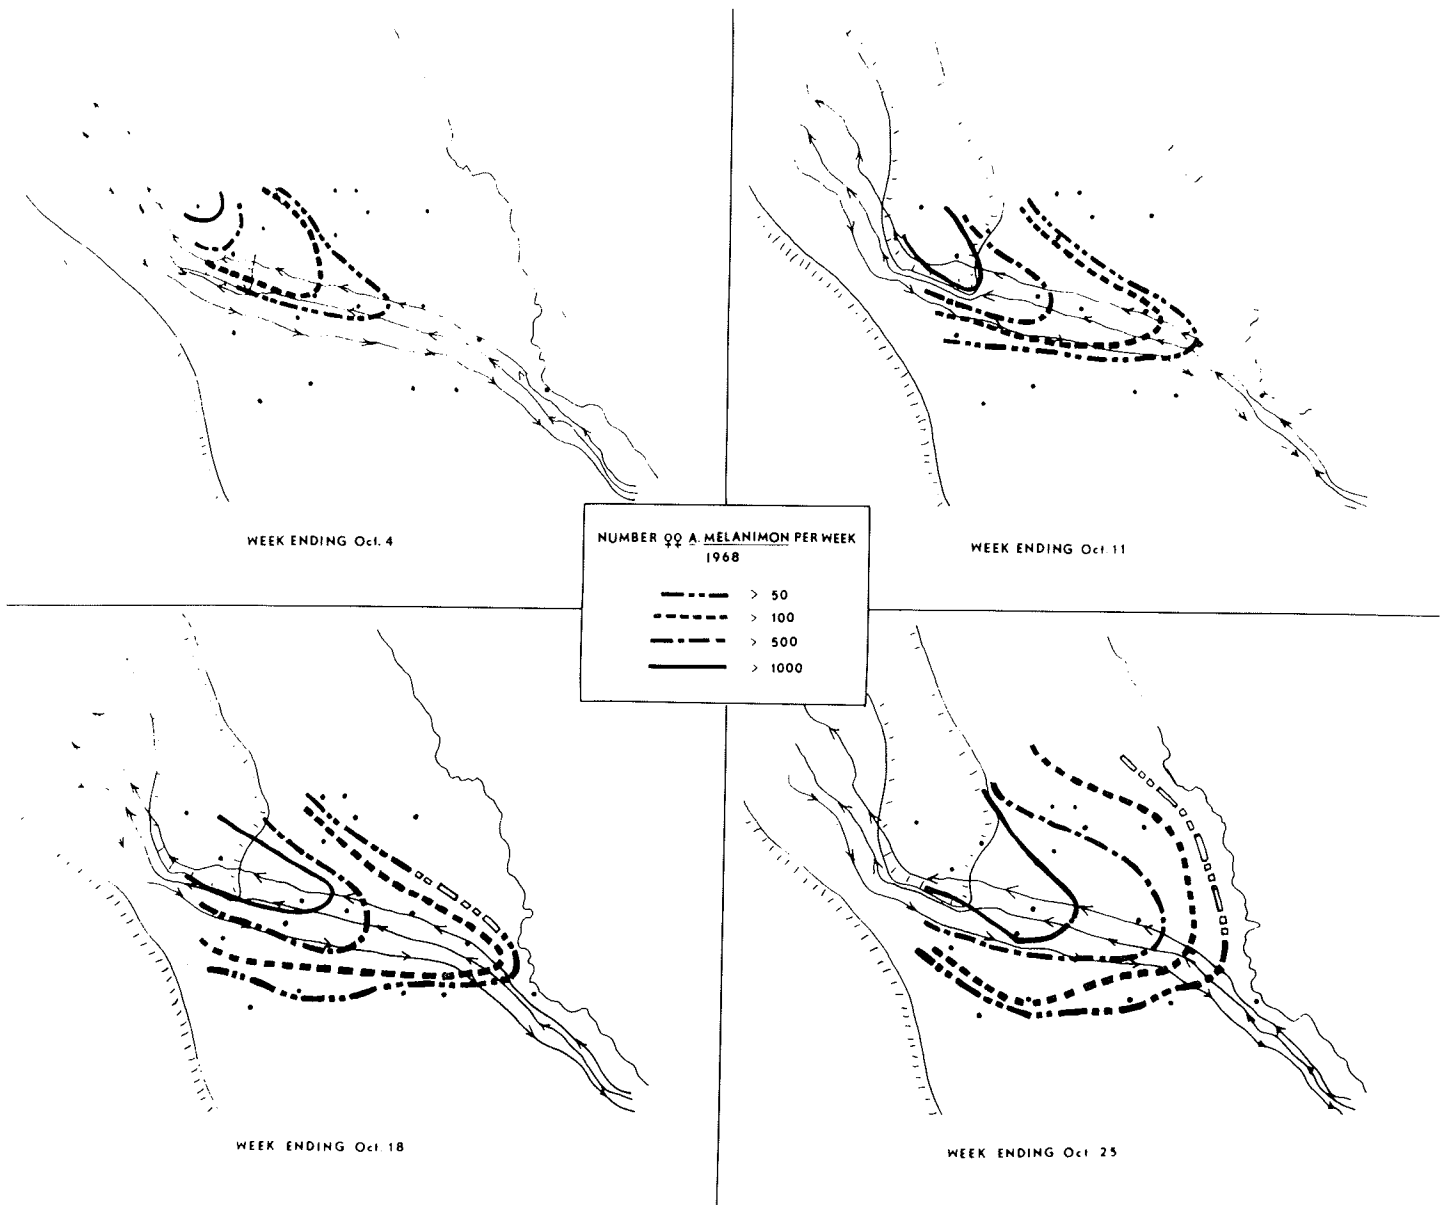 WEEK ENDING Oct. 4
WEEK ENDING Oct. 11
NUMBER ♀♀ A. MELANIMON PER WEEK
1968
> 50
> 100
> 500
> 1000
WEEK ENDING Oct. 18
WEEK ENDING Oct 25